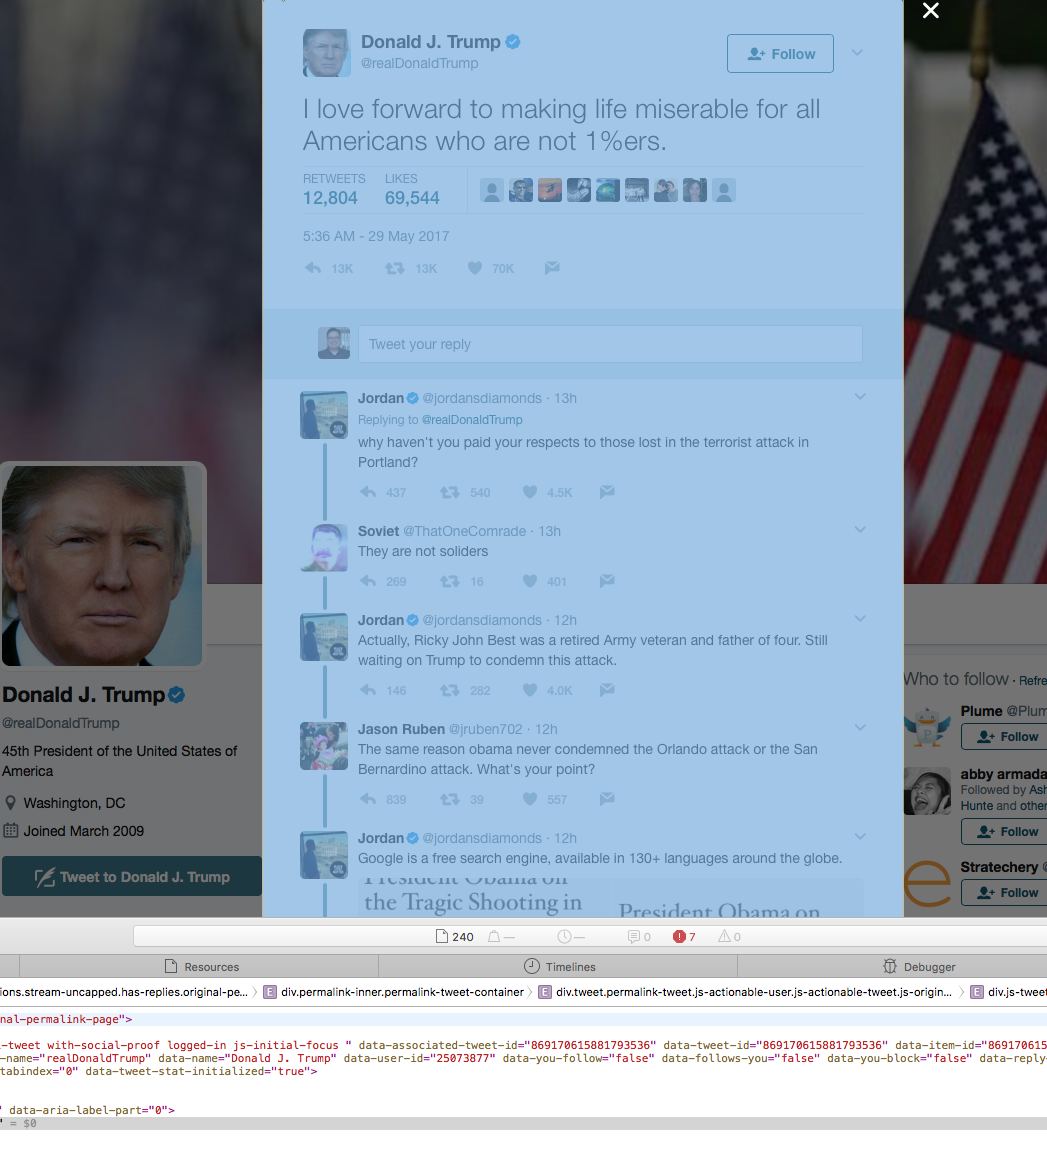 Donald J. Trump
@realDonaldTrump
Follow
I love forward to making life miserable for all
Americans who are not 1%ers.
RETWEETS LIKES
12,804 69,544
5:36 AM - 29 May 2017
13K 13K 70K
Tweet your reply
Jordan @jordansdiamonds · 13h
Replying to @realDonaldTrump
why haven't you paid your respects to those lost in the terrorist attack in
Portland?
437 540 4.5K
Soviet @ThatOneComrade · 13h
They are not soliders
269 16 401
Jordan @jordansdiamonds · 12h
Actually, Ricky John Best was a retired Army veteran and father of four. Still
waiting on Trump to condemn this attack.
146 282 4.0K
Jason Ruben @jruben702 · 12h
The same reason obama never condemned the Orlando attack or the San
Bernardino attack. What's your point?
839 39 557
Jordan @jordansdiamonds · 12h
Google is a free search engine, available in 130+ languages around the globe.
President Obama on
the Tragic Shooting in
President Obama on
Donald J. Trump
@realDonaldTrump
45th President of the United States of
America
Washington, DC
Joined March 2009
Tweet to Donald J. Trump
Who to follow · Refre
Plume @Plum
Follow
abby armada
Followed by Ash
Hunte and other
Follow
Stratechery @
Follow
240 — — 0 7 0
Resources Timelines Debugger
ions.stream-uncapped.has-replies.original-pe... E div.permalink-inner.permalink-tweet-container E div.tweet.permalink-tweet.js-actionable-user.js-actionable-tweet.js-origin... E div.js-tweet
nal-permalink-page">
l-tweet with-social-proof logged-in js-initial-focus " data-associated-tweet-id="869170615881793536" data-tweet-id="869170615881793536" data-item-id="869170615
-name="realDonaldTrump" data-name="Donald J. Trump" data-user-id="25073877" data-you-follow="false" data-follows-you="false" data-you-block="false" data-reply-
tabindex="0" data-tweet-stat-initialized="true">
" data-aria-label-part="0">
" = $0